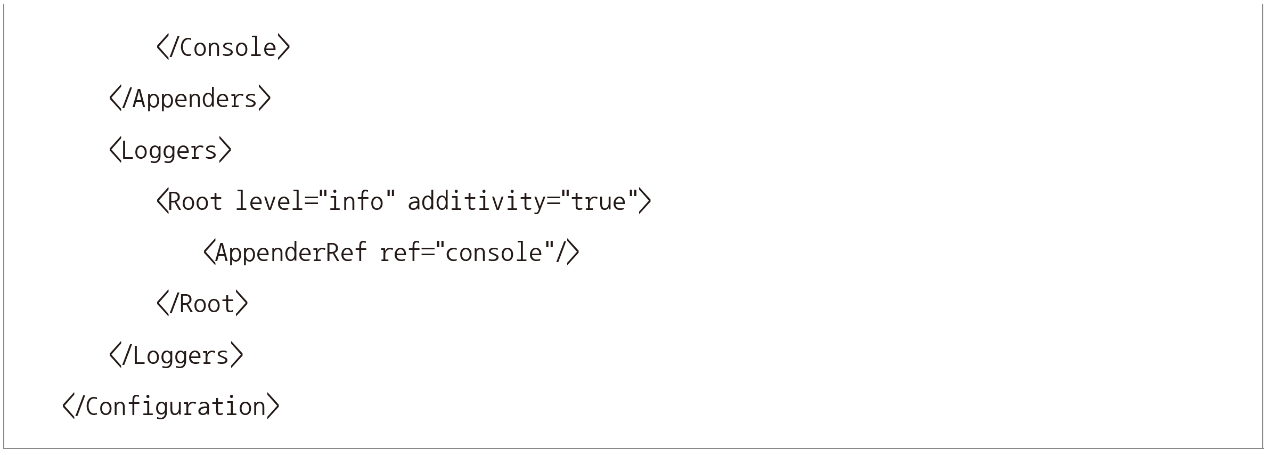 </Console>
</Appenders>
<Loggers>
<Root level="info" additivity="true">
<AppenderRef ref="console"/>
</Root>
</Loggers>
</Configuration>